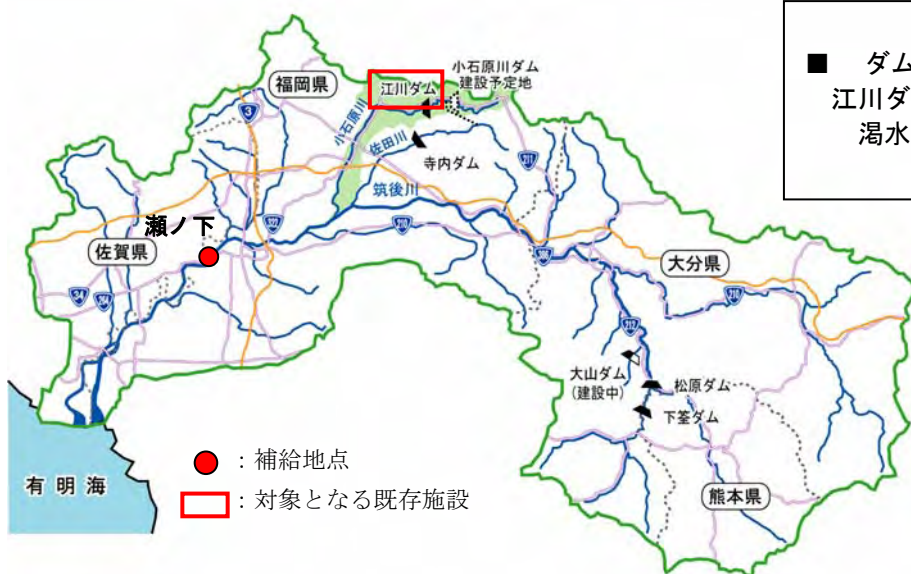 ■ ダム
江川ダ
渇水
小石原川ダム
建設予定地
福岡県
江川ダム
3
小石原川
佐田川
寺内ダム
211
筑後川
瀬ノ下
佐賀県
322
210
386
大分県
34
264
210
212
大山ダム
(建設中)
松原ダム
下筌ダム
有明海
熊本県
:補給地点
:対象となる既存施設